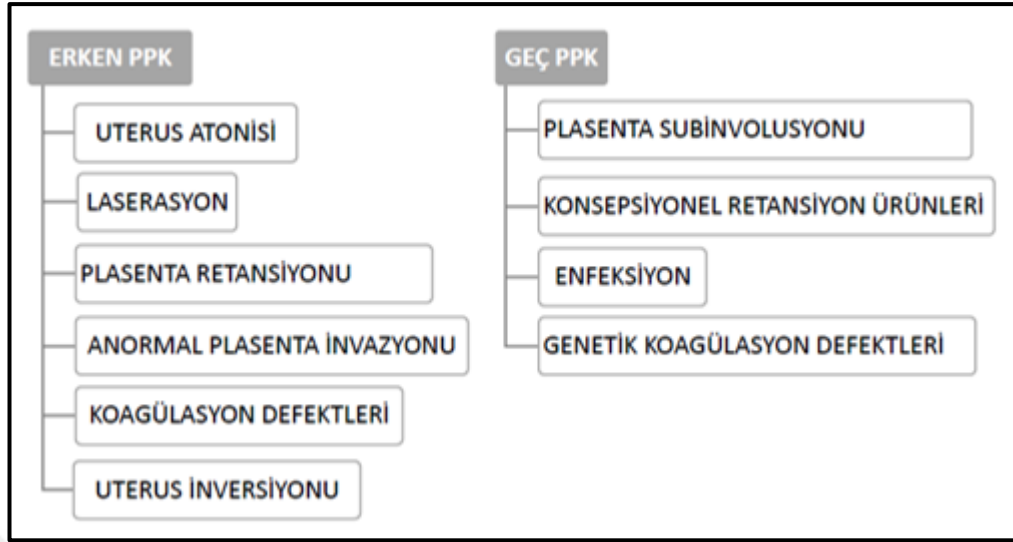 ERKEN PPK
UTERUS ATONİSİ
LASERASYON
PLASENTA RETANSİYONU
ANORMAL PLASENTA İNVAZYONU
KOAGÜLASYON DEFEKTLERİ
UTERUS İNVERSİYONU
GEÇ PPK
PLASENTA SUBİNVOLUSYONU
KONSEPSİYONEL RETANSİYON ÜRÜNLERİ
ENFEKSİYON
GENETİK KOAGÜLASYON DEFEKTLERİ